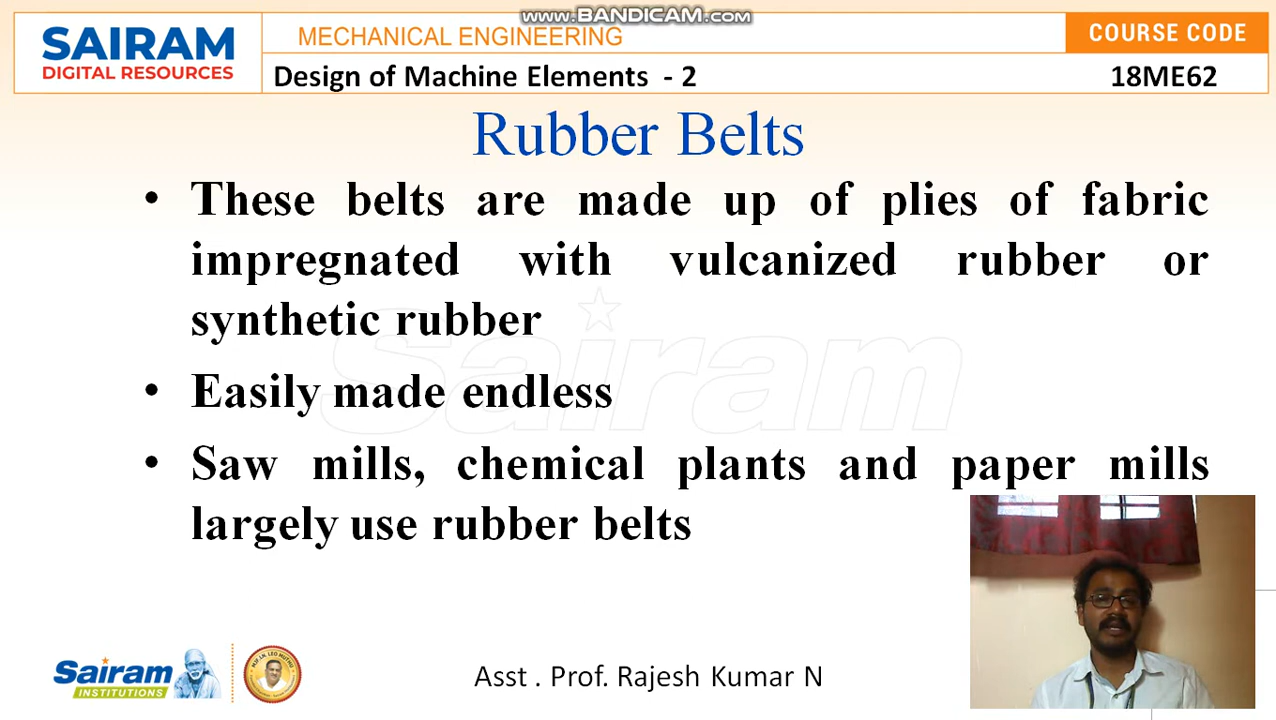 www.BANDICAM.com
SAIRAM
DIGITAL RESOURCES
MECHANICAL ENGINEERING
COURSE CODE
Design of Machine Elements - 2
18ME62
Rubber Belts
• These belts are made up of plies of fabric
impregnated with vulcanized rubber or
synthetic rubber
• Easily made endless
• Saw mills, chemical plants and paper mills
largely use rubber belts
Sairam
Sairam
INSTITUTIONS
Asst . Prof. Rajesh Kumar N